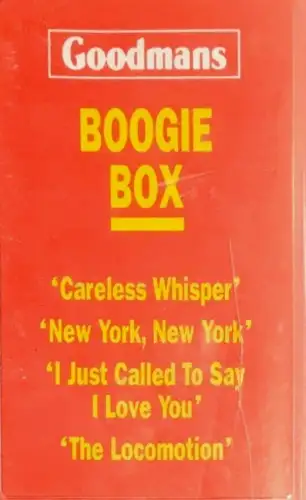 Goodmans
BOOGIE
BOX
'Careless Whisper'
'New York, New York'
'I Just Called To Say
I Love You'
'The Locomotion'